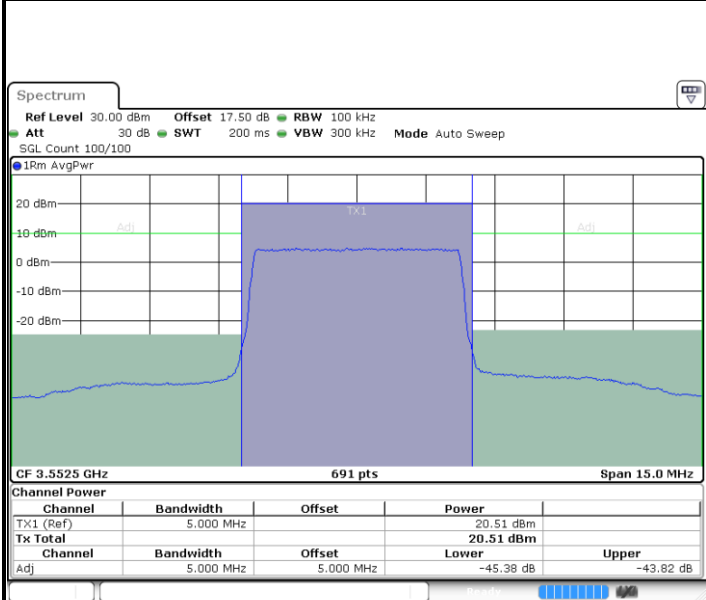 Spectrum
Ref Level 30.00 dBm Offset 17.50 dB RBW 100 kHz
Att 30 dB SWT 200 ms VBW 300 kHz Mode Auto Sweep
SGL Count 100/100
1Rm AvgPwr
20 dBm
TX1
Adj
Adj
10 dBm
0 dBm
-10 dBm
-20 dBm
CF 3.5525 GHz 691 pts Span 15.0 MHz
Channel Power
Channel Bandwidth Offset Power
TX1 (Ref) 5.000 MHz 20.51 dBm
Tx Total 20.51 dBm
Channel Bandwidth Offset Lower Upper
Adj 5.000 MHz 5.000 MHz -45.38 dB -43.82 dB
Ready